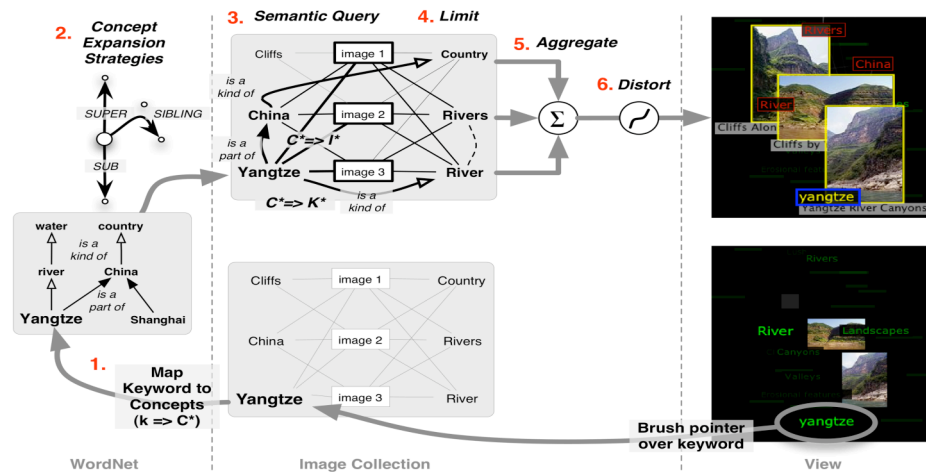 2. Concept
Expansion
Strategies
SUPER
SIBLING
SUB
water
country
is a
kind of
river
China
is a
part of
Yangtze
Shanghai
1. Map
Keyword to
Concepts
(k => C*)
WordNet
3. Semantic Query
4. Limit
Cliffs
image 1
Country
is a
kind of
China
image 2
Rivers
C*=> I*
is a
part of
Yangtze
image 3
River
C*=> K*
is a
kind of
5. Aggregate
Σ
6. Distort
Cliffs
image 1
Country
China
image 2
Rivers
Yangtze
image 3
River
Image Collection
Rivers
China
River
Cliffs Alon
Cliffs by
yangtze
Yangtze River Canyons
Rivers
River
Landscapes
Canyons
Valleys
yangtze
Brush pointer
over keyword
View